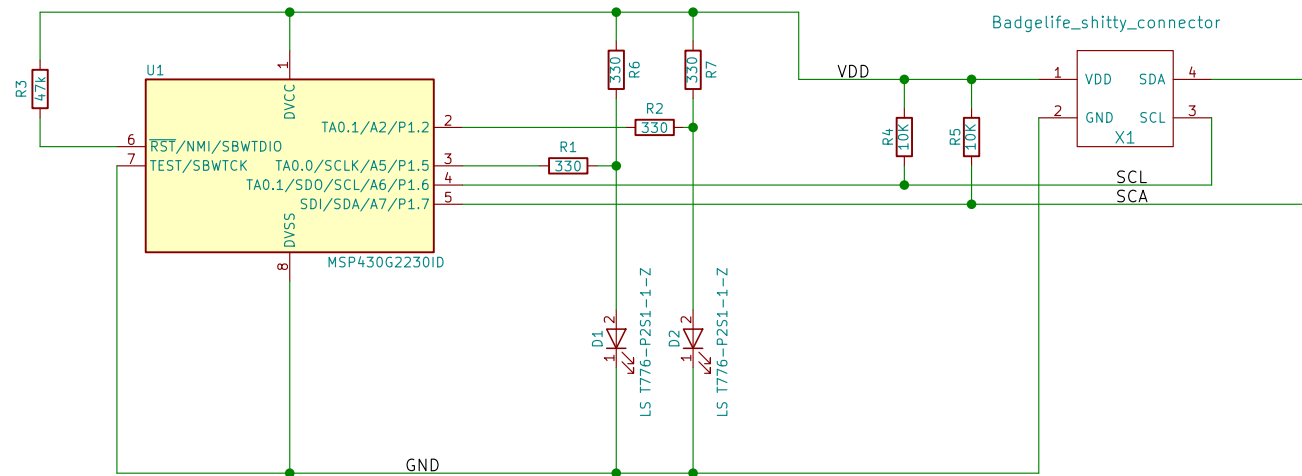 Badgelife_shitty_connector
VDD
1
VDD
SDA
4
2
GND
SCL
3
X1
R3
47k
U1
1
DVCC
330
R6
330
R7
TA0.1/A2/P1.2
2
R2
330
6
RST/NMI/SBWTDIO
7
TEST/SBWTCK
TA0.0/SCLK/A5/P1.5
3
R1
330
TA0.1/SDO/SCL/A6/P1.6
4
SDI/SDA/A7/P1.7
5
R4
10K
R5
10K
SCL
SCA
DVSS
8
MSP430G2230ID
D1
2
1
LS T776-P2S1-1-Z
D2
2
1
LS T776-P2S1-1-Z
GND